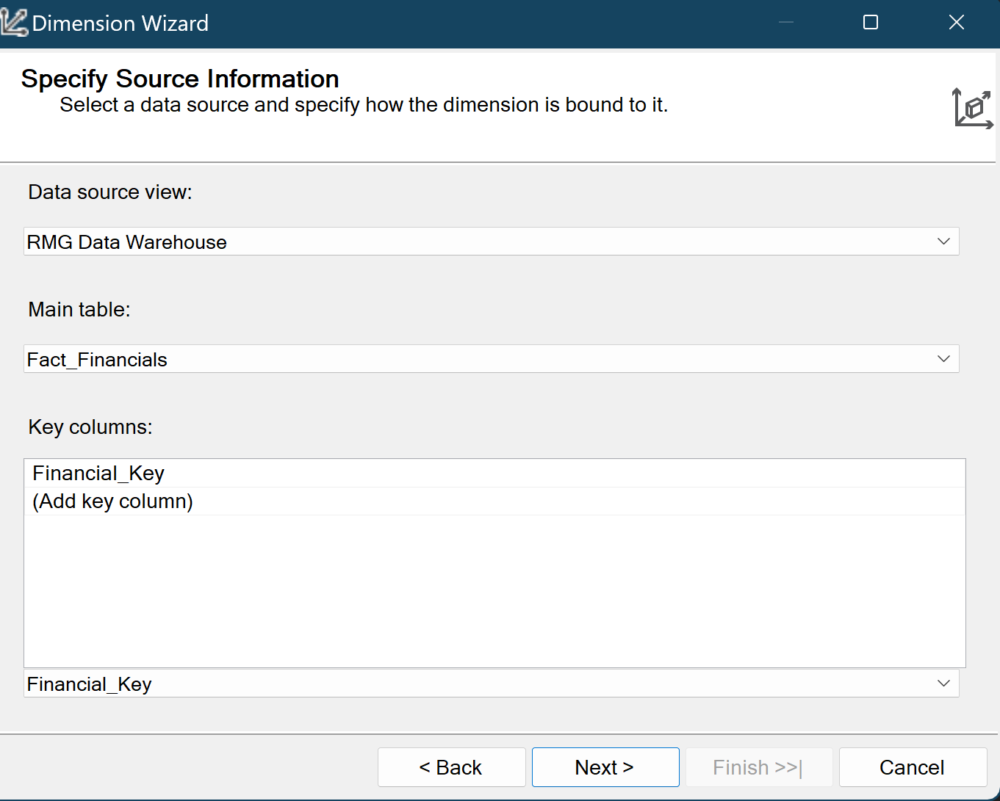 Dimension Wizard
Specify Source Information
Select a data source and specify how the dimension is bound to it.
Data source view:
RMG Data Warehouse
Main table:
Fact_Financials
Key columns:
Financial_Key
(Add key column)
Financial_Key
< Back
Next >
Finish >>|
Cancel